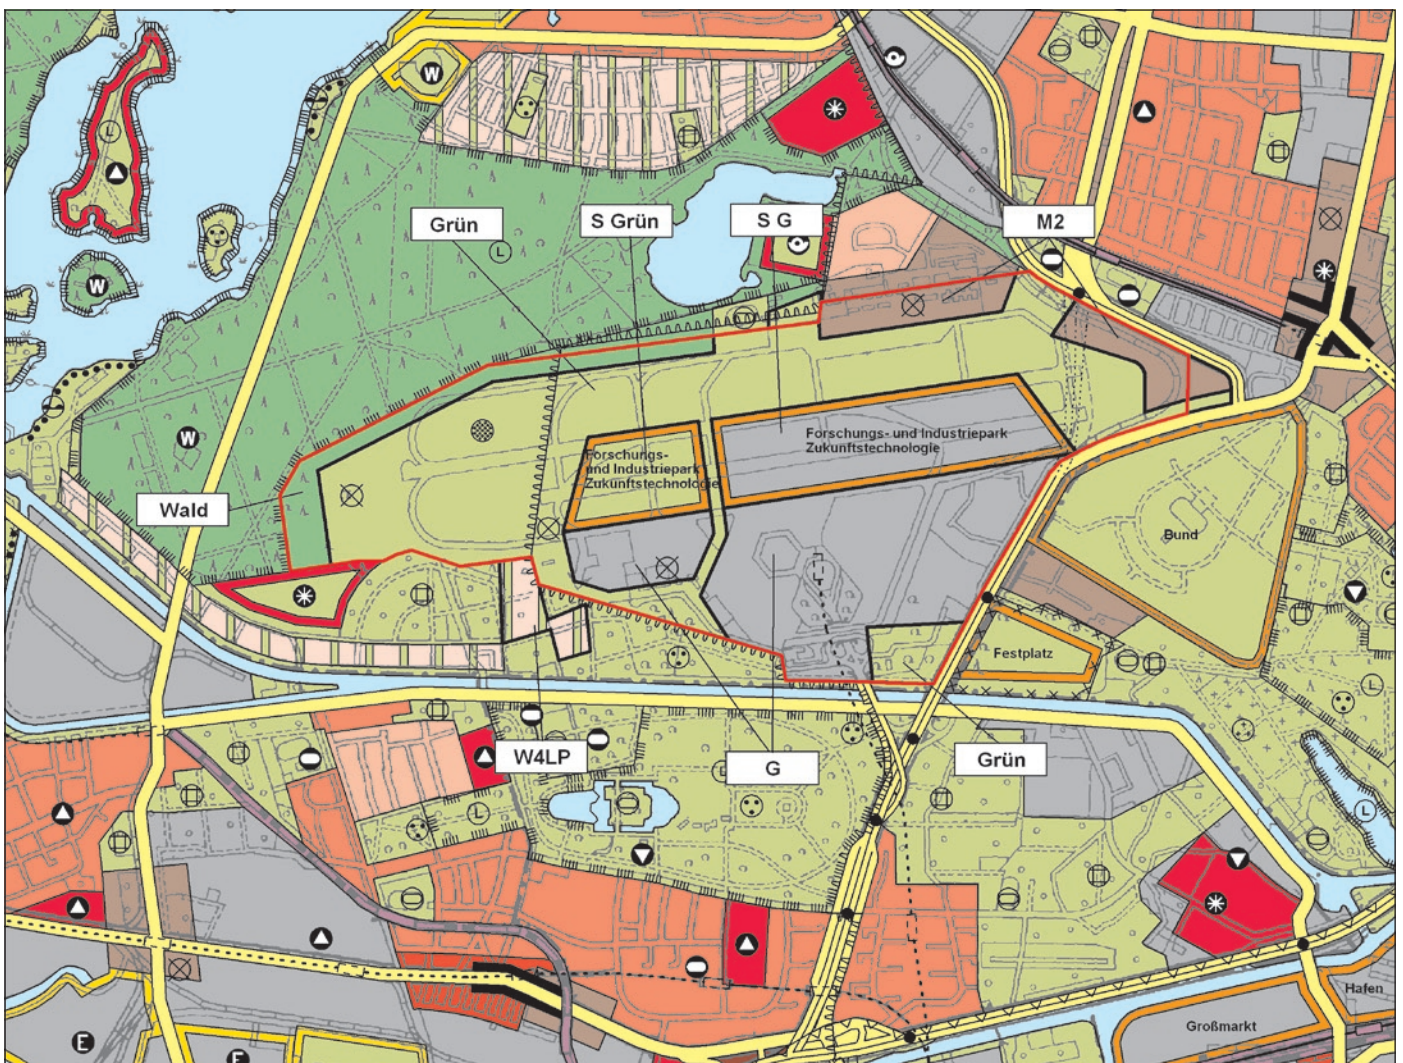 W
L
W
L
Grün
S Grün
S G
M2
Forschungs- und Industriepark
Zukunftstechnologie
Forschungs-
und Industriepark
Zukunftstechnologie
W
Wald
Bund
Festplatz
L
W4LP
G
Grün
L
L
Hafen
Großmarkt
E
E